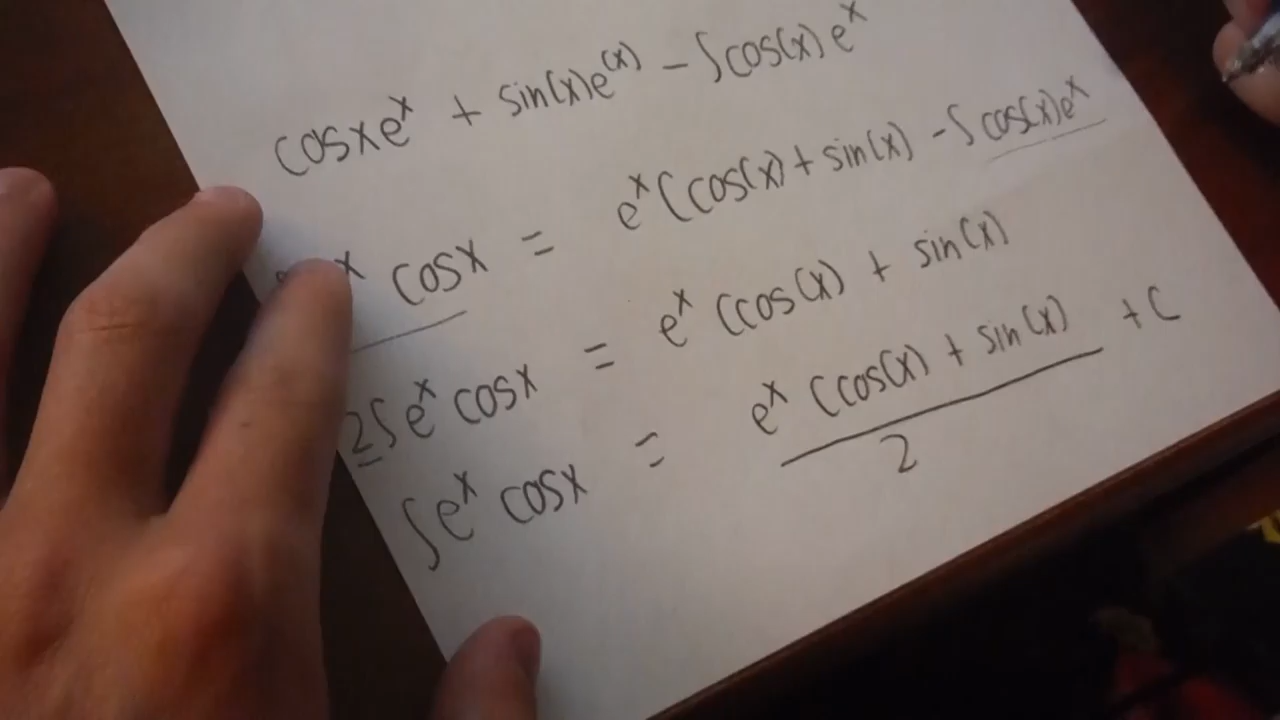 cosxe^x + sin(x)e^(x) - ∫cos(x)e^x
x cosx = e^x (cos(x) + sin(x) - ∫cos(x)e^x
2∫e^x cosx = e^x (cos(x) + sin(x)
∫e^x cosx = e^x (cos(x) + sin(x) / 2 + C